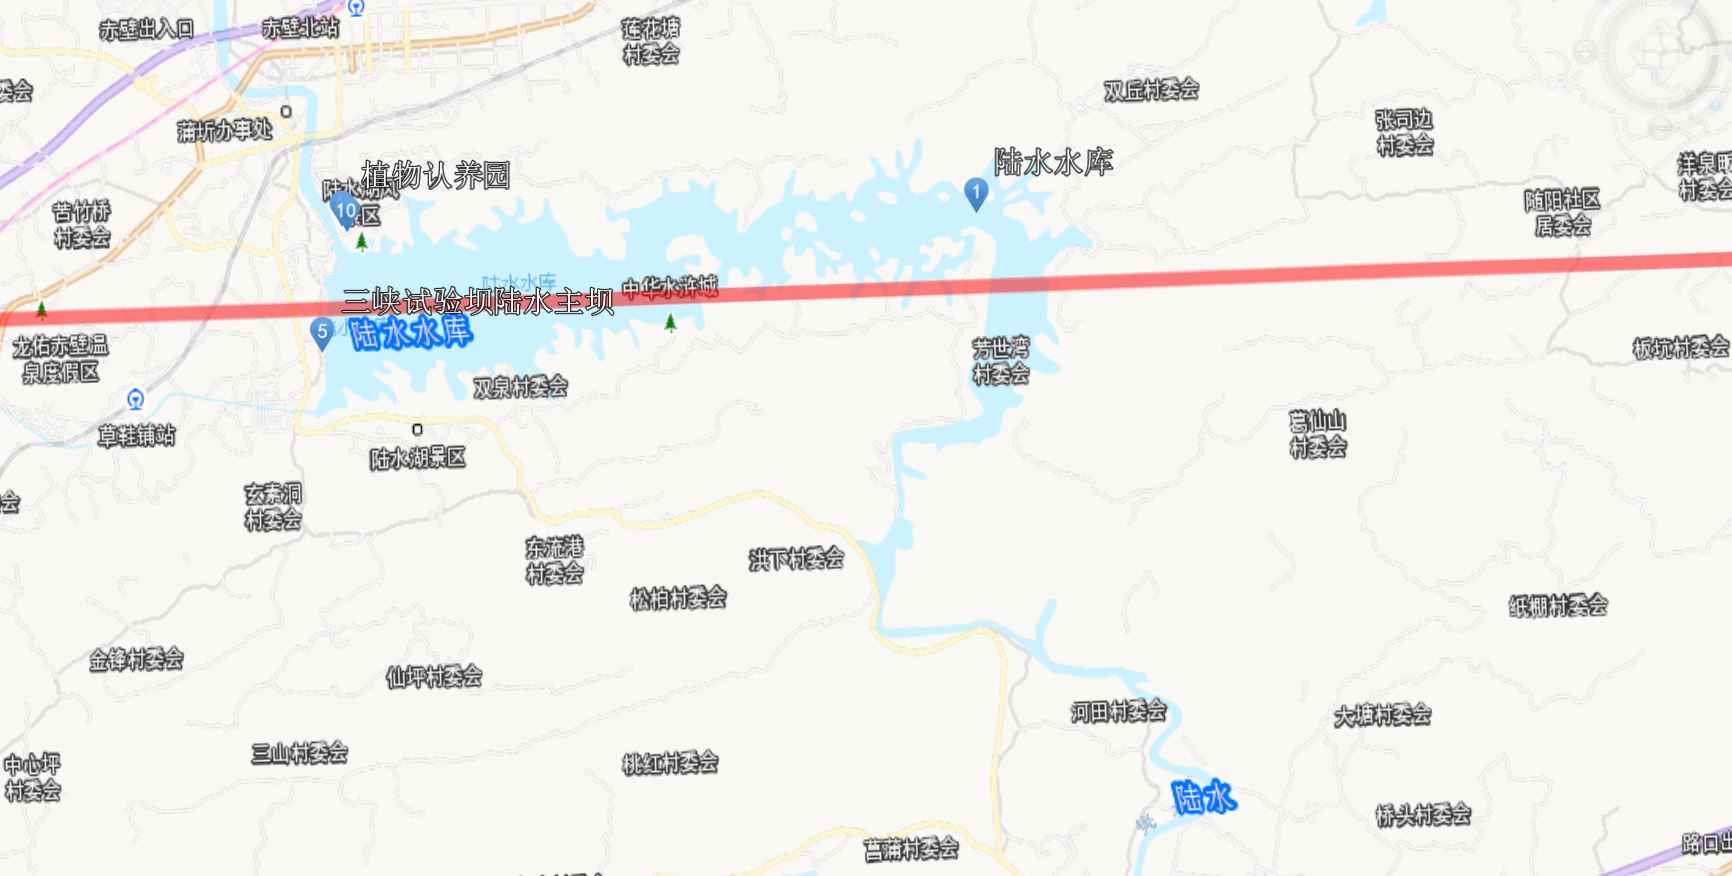 赤壁出入口
赤壁北站
莲花塘
村委会
委会
双丘村委会
张司边
村委会
蒲圻办事处
植物认养园
陆水水库
1
10
景区
洋泉畈
村委会
苦竹桥
村委会
随阳社区
居委会
陆水水库
中华水浒城
三峡试验坝陆水主坝
5
陆水水库
龙佑赤壁温
泉度假区
芳世湾
村委会
板坑村委会
双泉村委会
草鞋铺站
陆水湖景区
葛仙山
村委会
玄素洞
村委会
会
东流港
村委会
洪下村委会
松柏村委会
纸棚村委会
金锋村委会
仙坪村委会
河田村委会
大塘村委会
三山村委会
桃红村委会
中心坪
村委会
陆水
桥头村委会
菖蒲村委会
路口出